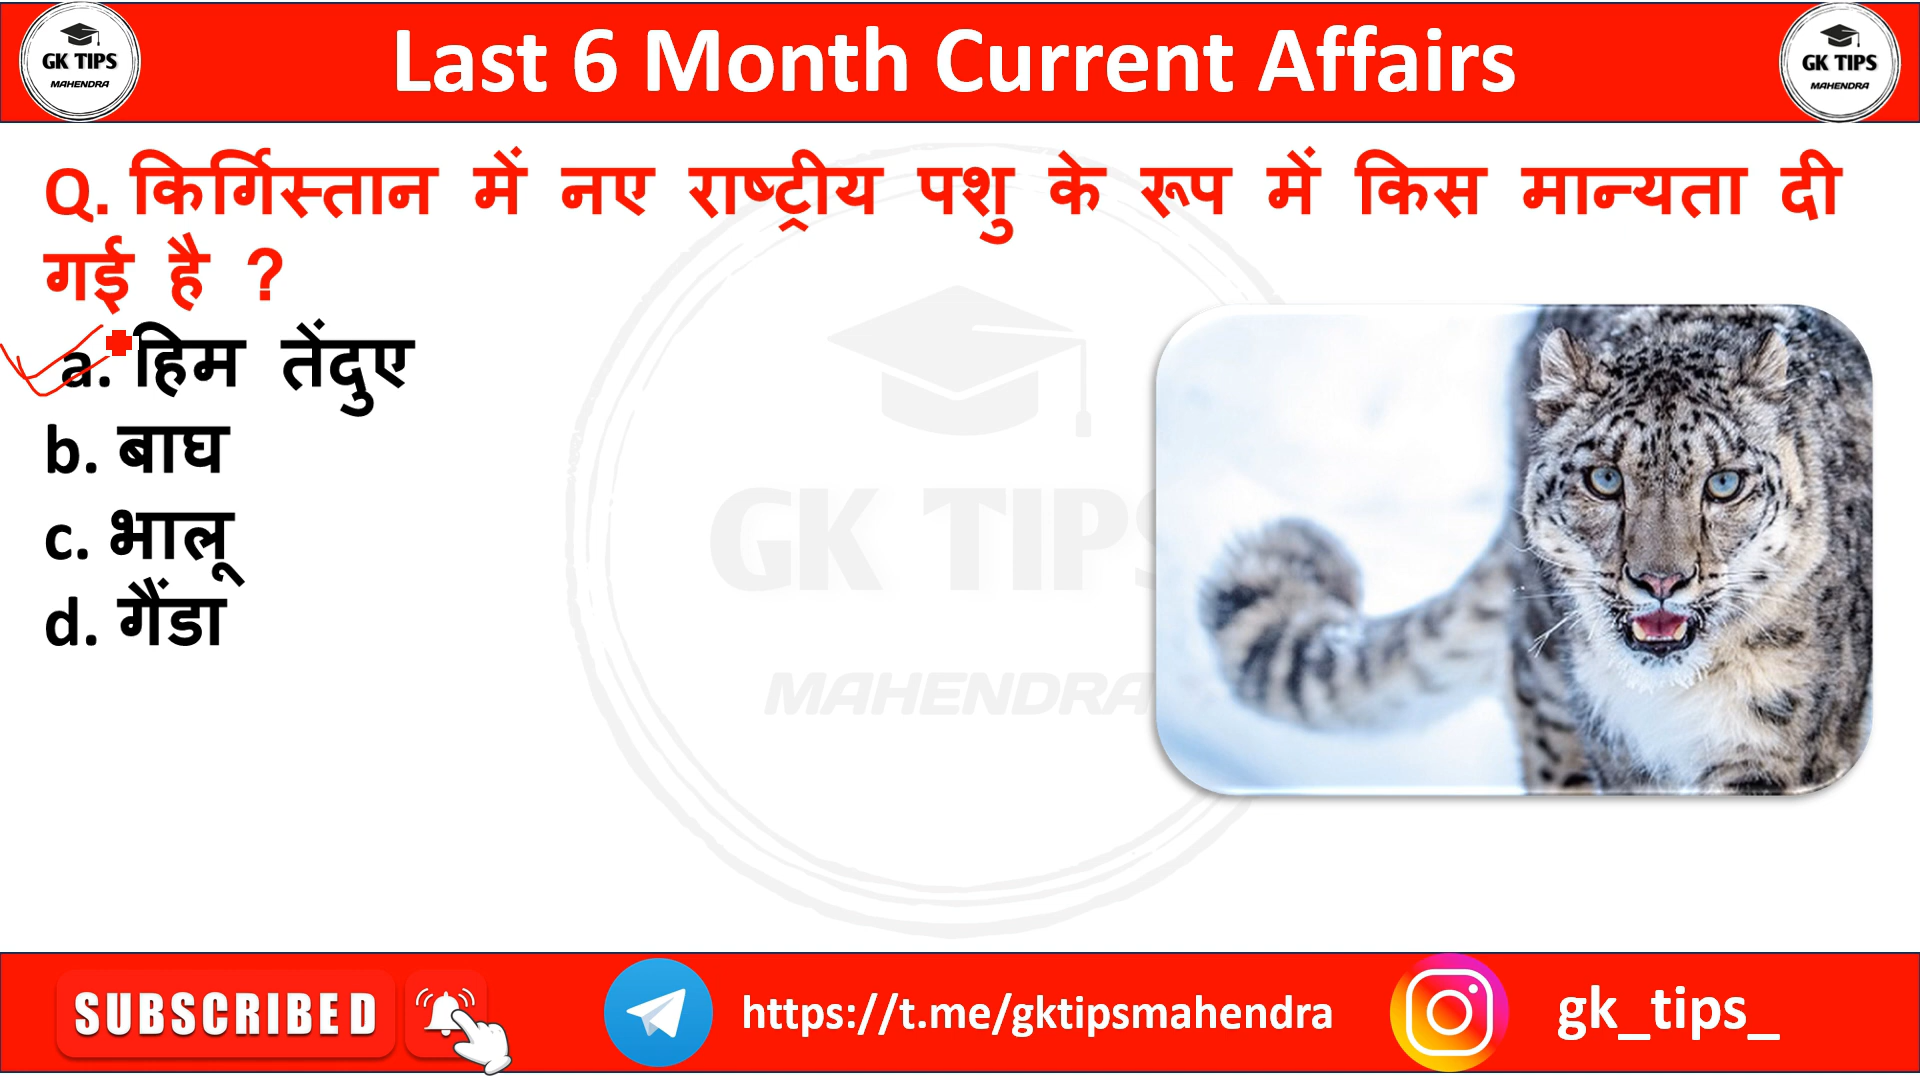 GK TIPS
MAHENDRA
Last 6 Month Current Affairs
GK TIPS
MAHENDRA
Q. किर्गिस्तान में नए राष्ट्रीय पशु के रूप में किस मान्यता दी
गई है ?
a. हिम तेंदुए
b. बाघ
c. भालू
d. गैंडा
GK TIPS
MAHENDRA
SUBSCRIBED
https://t.me/gktipsmahendra
gk_tips_